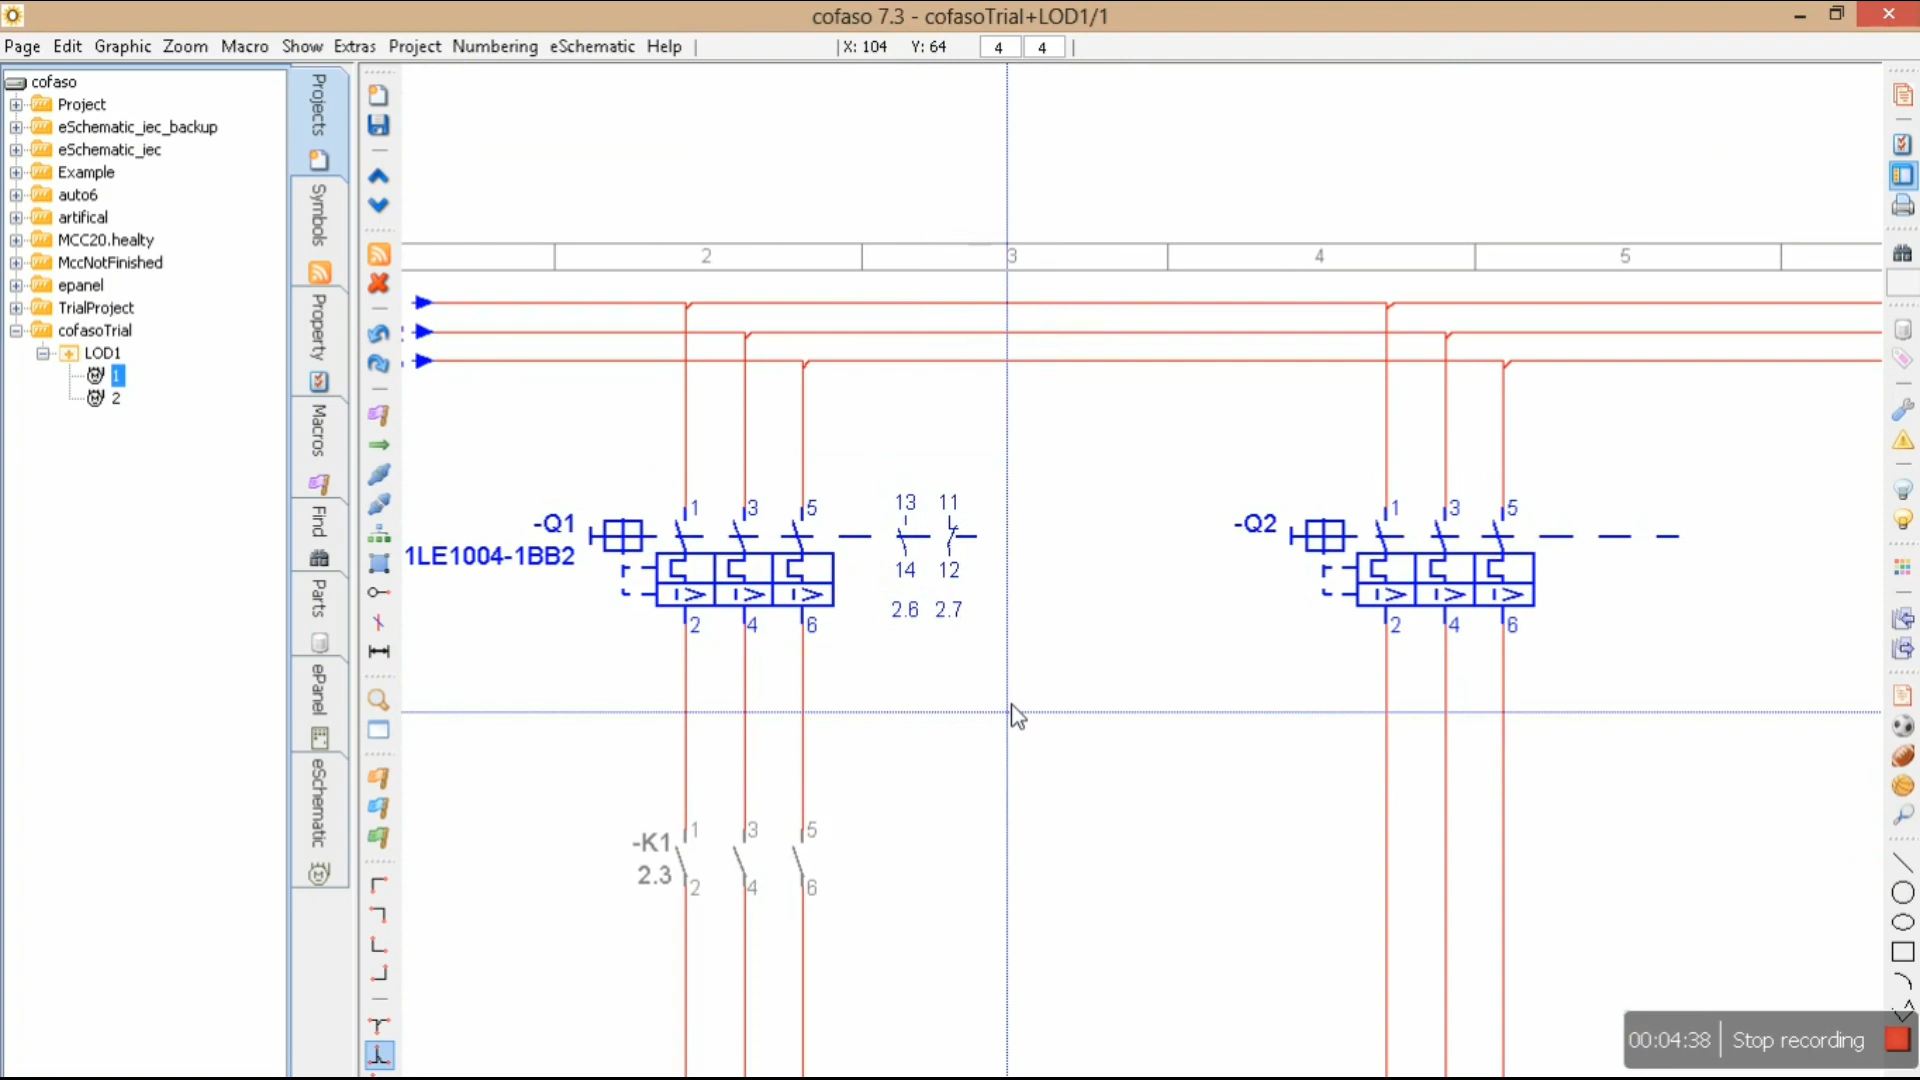 cofaso 7.3 - cofasoTrial+LOD1/1
Page Edit Graphic Zoom Macro Show Extras Project Numbering eSchematic Help X: 104 Y: 64 4 4
cofaso
Project
eSchematic_iec_backup
eSchematic_iec
Example
auto6
artifical
MCC20.healty
MccNotFinished
epanel
TrialProject
cofasoTrial
LOD1
1
2
Projects
Symbols
Property
Macros
Find
Parts
ePanel
eSchematic
2 3 4 5
-Q1 1 3 5 13 11
1LE1004-1BB2
I> I> I> 14 12
2 4 6 2.6 2.7
-Q2 1 3 5
I> I> I>
2 4 6
-K1 1 3 5
2.3 2 4 6
00:04:38 Stop recording